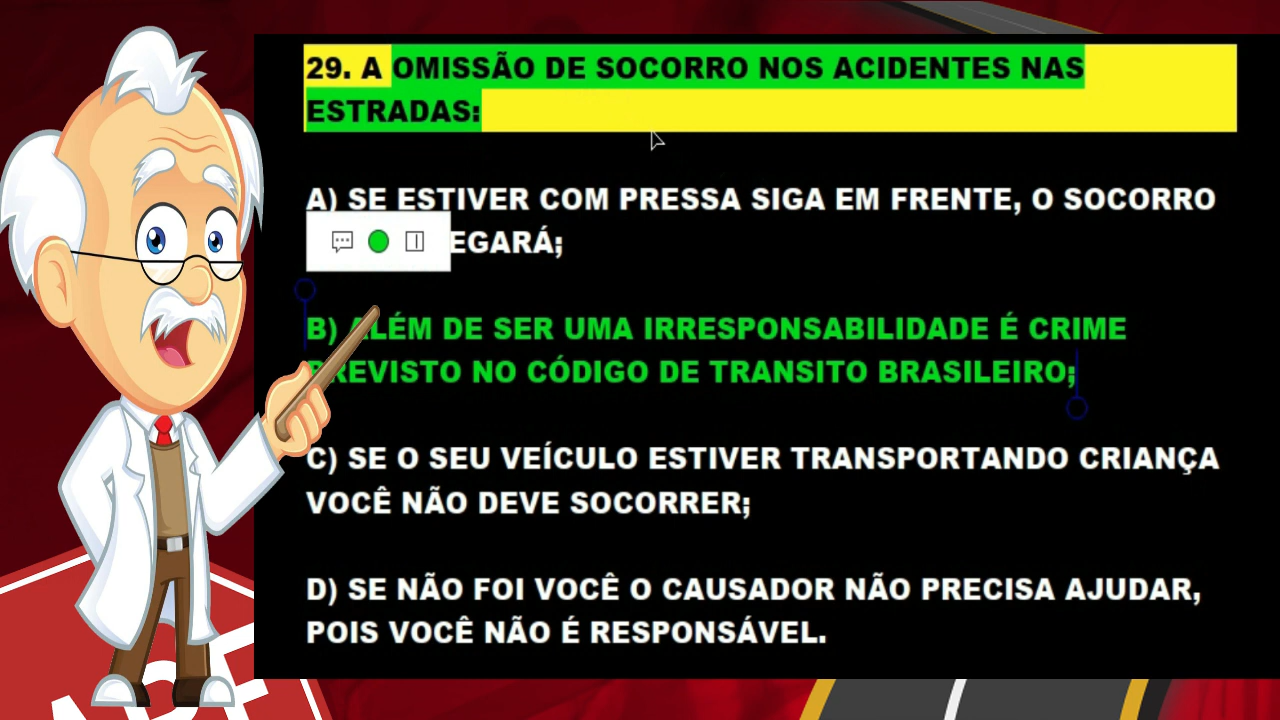 29. A OMISSÃO DE SOCORRO NOS ACIDENTES NAS
ESTRADAS:
A) SE ESTIVER COM PRESSA SIGA EM FRENTE, O SOCORRO
EGARÁ;
B) ALÉM DE SER UMA IRRESPONSABILIDADE É CRIME
PREVISTO NO CÓDIGO DE TRANSITO BRASILEIRO;
C) SE O SEU VEÍCULO ESTIVER TRANSPORTANDO CRIANÇA
VOCÊ NÃO DEVE SOCORRER;
D) SE NÃO FOI VOCÊ O CAUSADOR NÃO PRECISA AJUDAR,
POIS VOCÊ NÃO É RESPONSÁVEL.